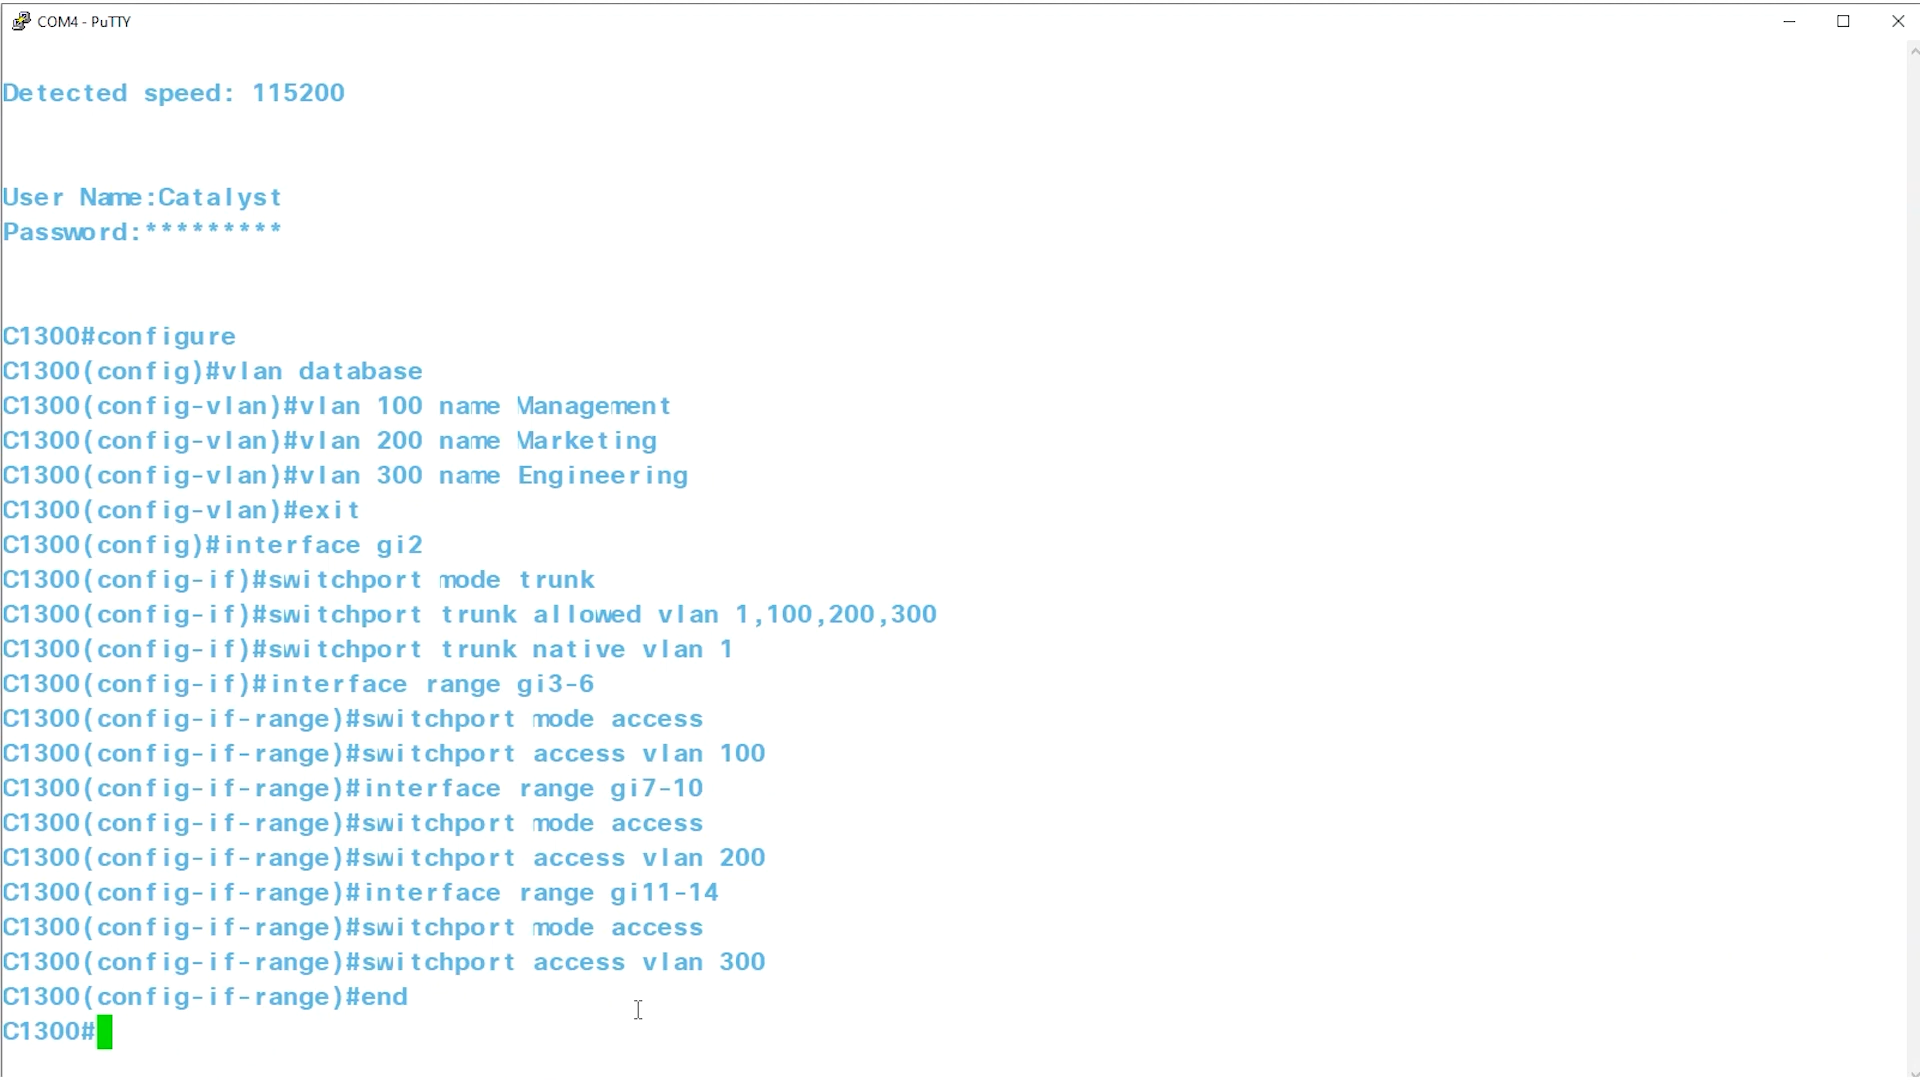 COM4 - PuTTY
Detected speed: 115200
User Name:Catalyst
Password:*********
C1300#configure
C1300(config)#vlan database
C1300(config-vlan)#vlan 100 name Management
C1300(config-vlan)#vlan 200 name Marketing
C1300(config-vlan)#vlan 300 name Engineering
C1300(config-vlan)#exit
C1300(config)#interface gi2
C1300(config-if)#switchport mode trunk
C1300(config-if)#switchport trunk allowed vlan 1,100,200,300
C1300(config-if)#switchport trunk native vlan 1
C1300(config-if)#interface range gi3-6
C1300(config-if-range)#switchport mode access
C1300(config-if-range)#switchport access vlan 100
C1300(config-if-range)#interface range gi7-10
C1300(config-if-range)#switchport mode access
C1300(config-if-range)#switchport access vlan 200
C1300(config-if-range)#interface range gi11-14
C1300(config-if-range)#switchport mode access
C1300(config-if-range)#switchport access vlan 300
C1300(config-if-range)#end
C1300#